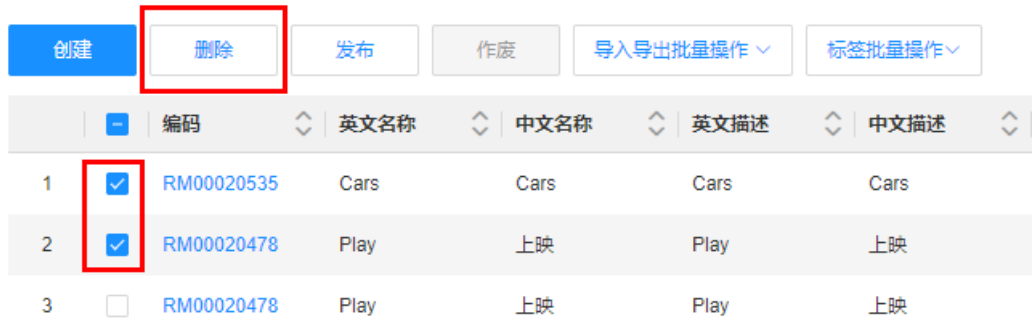 创建 删除 发布 作废 导入导出批量操作 标签批量操作
编码 英文名称 中文名称 英文描述 中文描述
1 RM00020535 Cars Cars Cars Cars
2 RM00020478 Play 上映 Play 上映
3 RM00020478 Play 上映 Play 上映